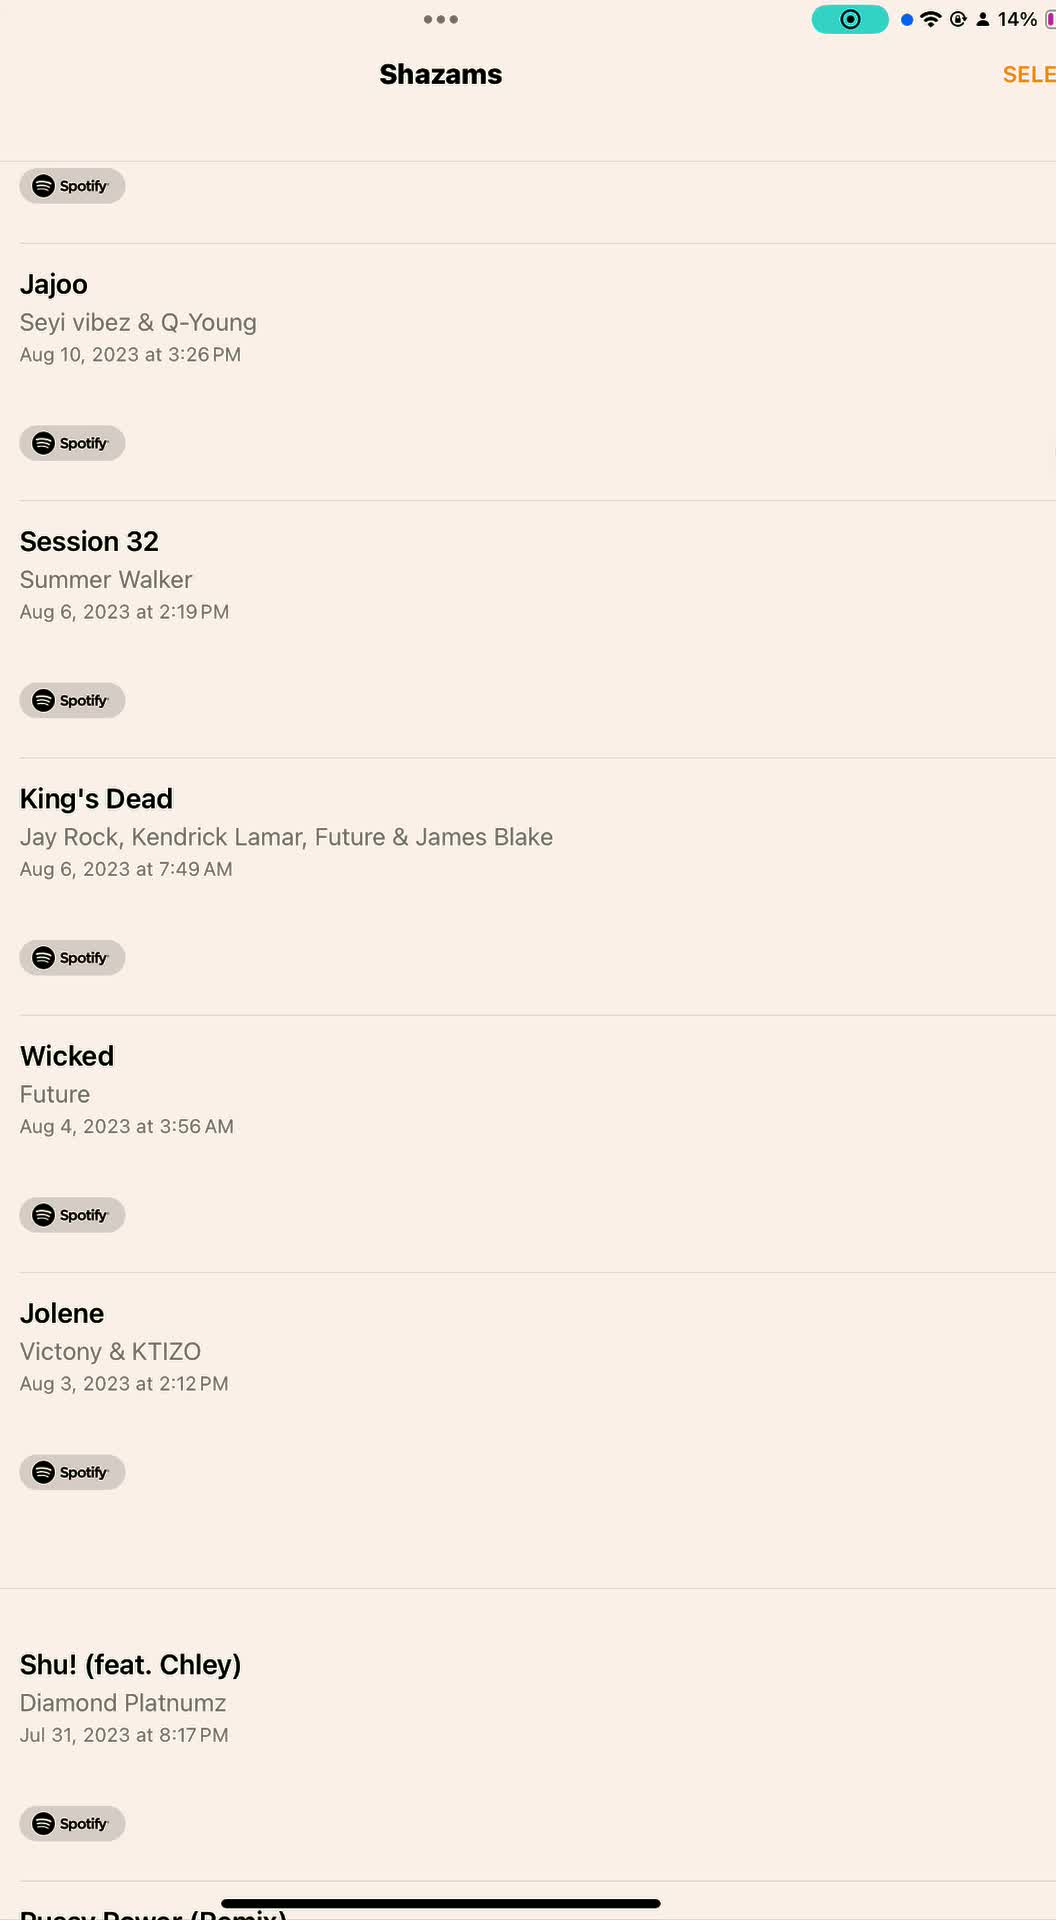 14%
Shazams
SELE
Spotify
Jajoo
Seyi vibez & Q-Young
Aug 10, 2023 at 3:26 PM
Spotify
Session 32
Summer Walker
Aug 6, 2023 at 2:19 PM
Spotify
King's Dead
Jay Rock, Kendrick Lamar, Future & James Blake
Aug 6, 2023 at 7:49 AM
Spotify
Wicked
Future
Aug 4, 2023 at 3:56 AM
Spotify
Jolene
Victony & KTIZO
Aug 3, 2023 at 2:12 PM
Spotify
Shu! (feat. Chley)
Diamond Platnumz
Jul 31, 2023 at 8:17 PM
Spotify
Pussy Power (Remix)